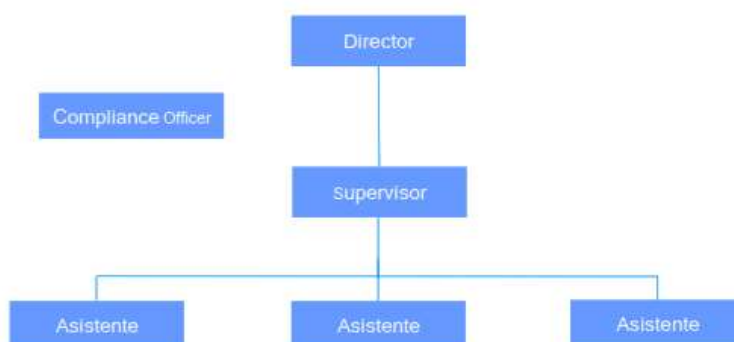 Director
Compliance Officer
supervisor
Asistente
Asistente
Asistente